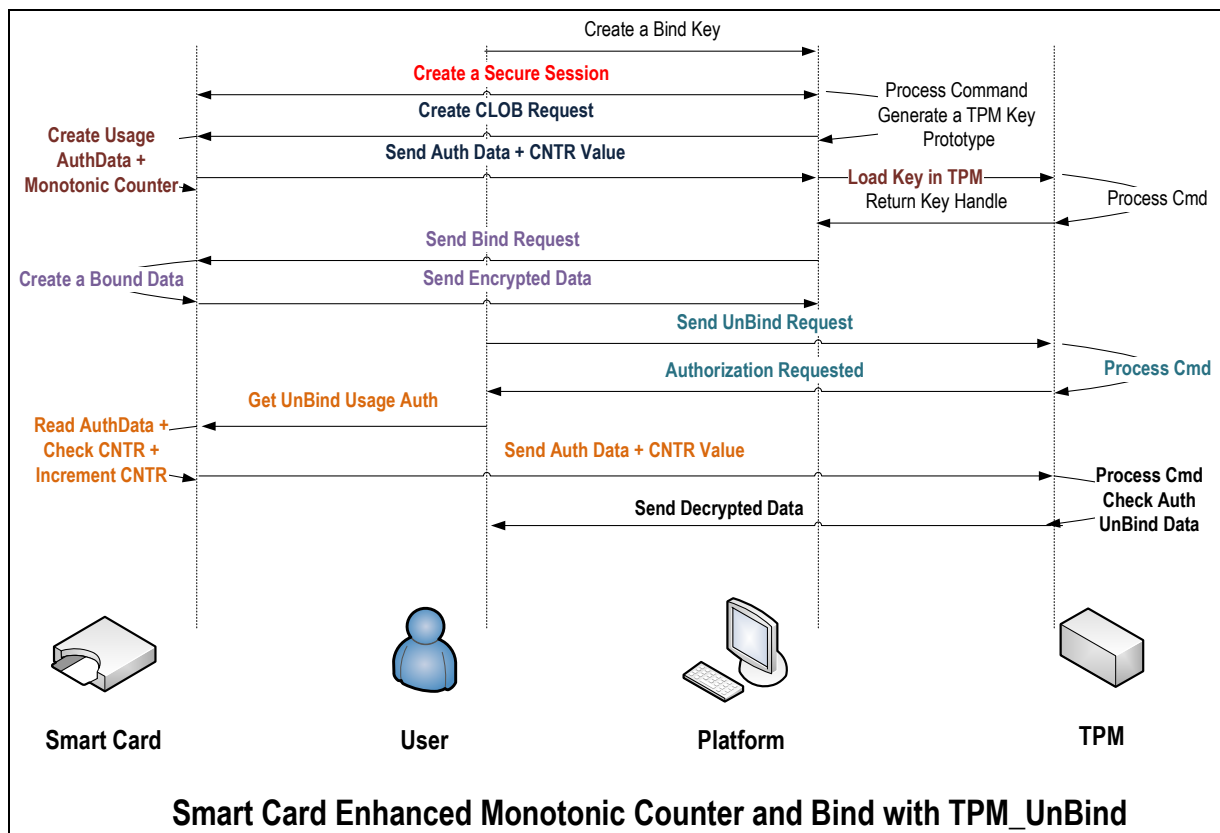 Create a Bind Key
Create a Secure Session
Process Command
Generate a TPM Key
Prototype
Create CLOB Request
Create Usage
AuthData +
Monotonic Counter
Send Auth Data + CNTR Value
Load Key in TPM
Return Key Handle
Process Cmd
Send Bind Request
Create a Bound Data
Send Encrypted Data
Send UnBind Request
Authorization Requested
Process Cmd
Get UnBind Usage Auth
Read AuthData +
Check CNTR +
Increment CNTR
Send Auth Data + CNTR Value
Process Cmd
Check Auth
UnBind Data
Send Decrypted Data
Smart Card
User
Platform
TPM
Smart Card Enhanced Monotonic Counter and Bind with TPM_UnBind